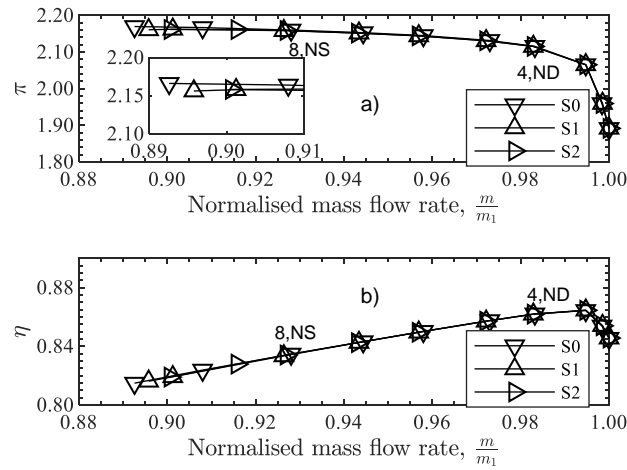 2.20
2.10
2.00
1.90
1.80
π
8,NS
4,ND
a)
2.20
2.15
2.10
0.89 0.90 0.91
S0
S1
S2
0.88 0.90 0.92 0.94 0.96 0.98 1.00
Normalised mass flow rate, m/m₁
b)
4,ND
8,NS
0.88
0.84
0.80
η
S0
S1
S2
0.88 0.90 0.92 0.94 0.96 0.98 1.00
Normalised mass flow rate, m/m₁